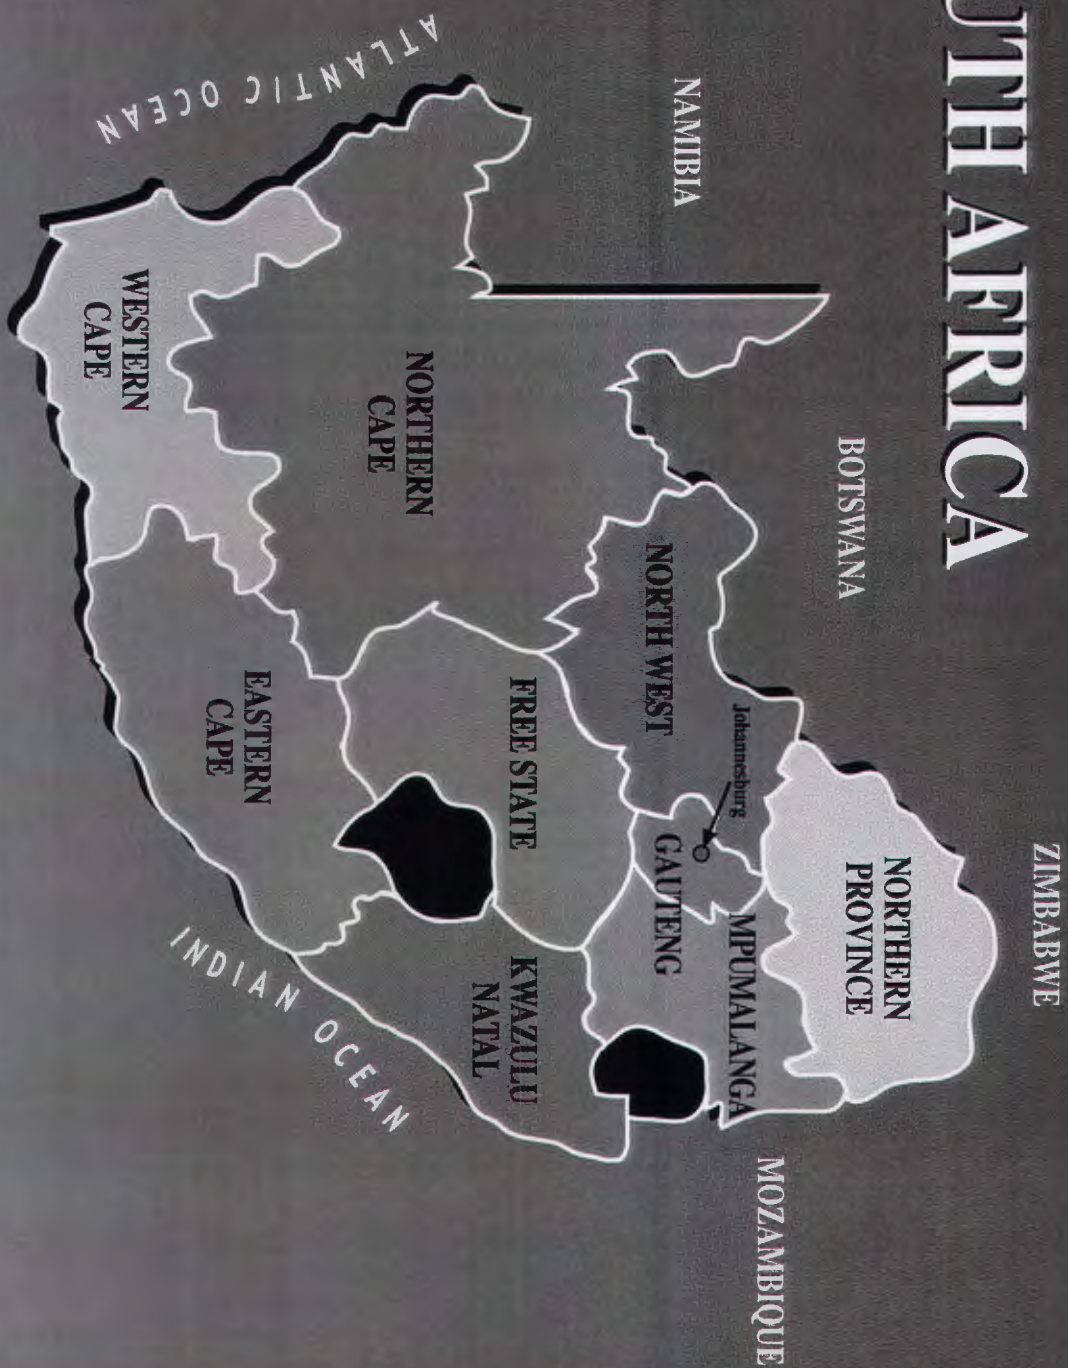 UTH AFRICA
ZIMBABWE
NAMIBIA
BOTSWANA
MOZAMBIQUE
NORTHERN
PROVINCE
Johannesburg
MPUMALANGA
GAUTENG
NORTH WEST
FREE STATE
KWAZULU
NATAL
NORTHERN
CAPE
EASTERN
CAPE
WESTERN
CAPE
ATLANTIC OCEAN
INDIAN OCEAN